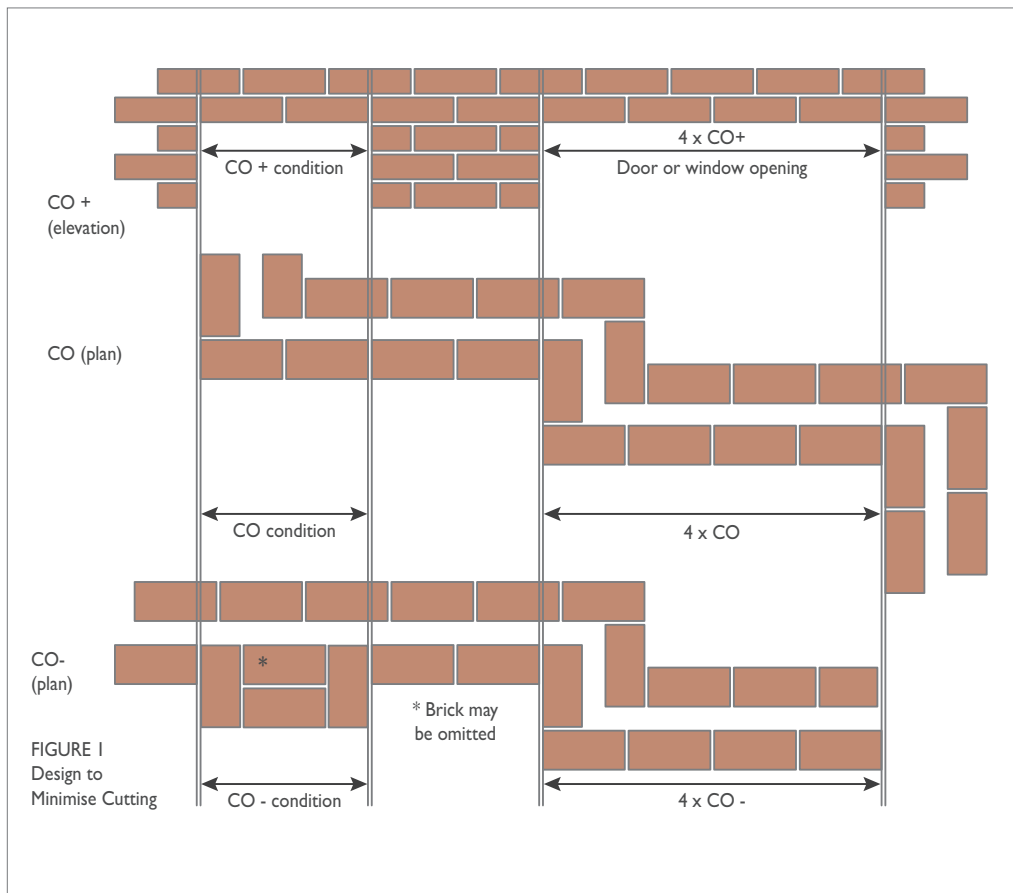 4 x CO+
CO + condition
Door or window opening
CO +
(elevation)
CO (plan)
CO condition
4 x CO
CO-
(plan)
*
* Brick may
be omitted
FIGURE 1
Design to
Minimise Cutting
CO - condition
4 x CO -